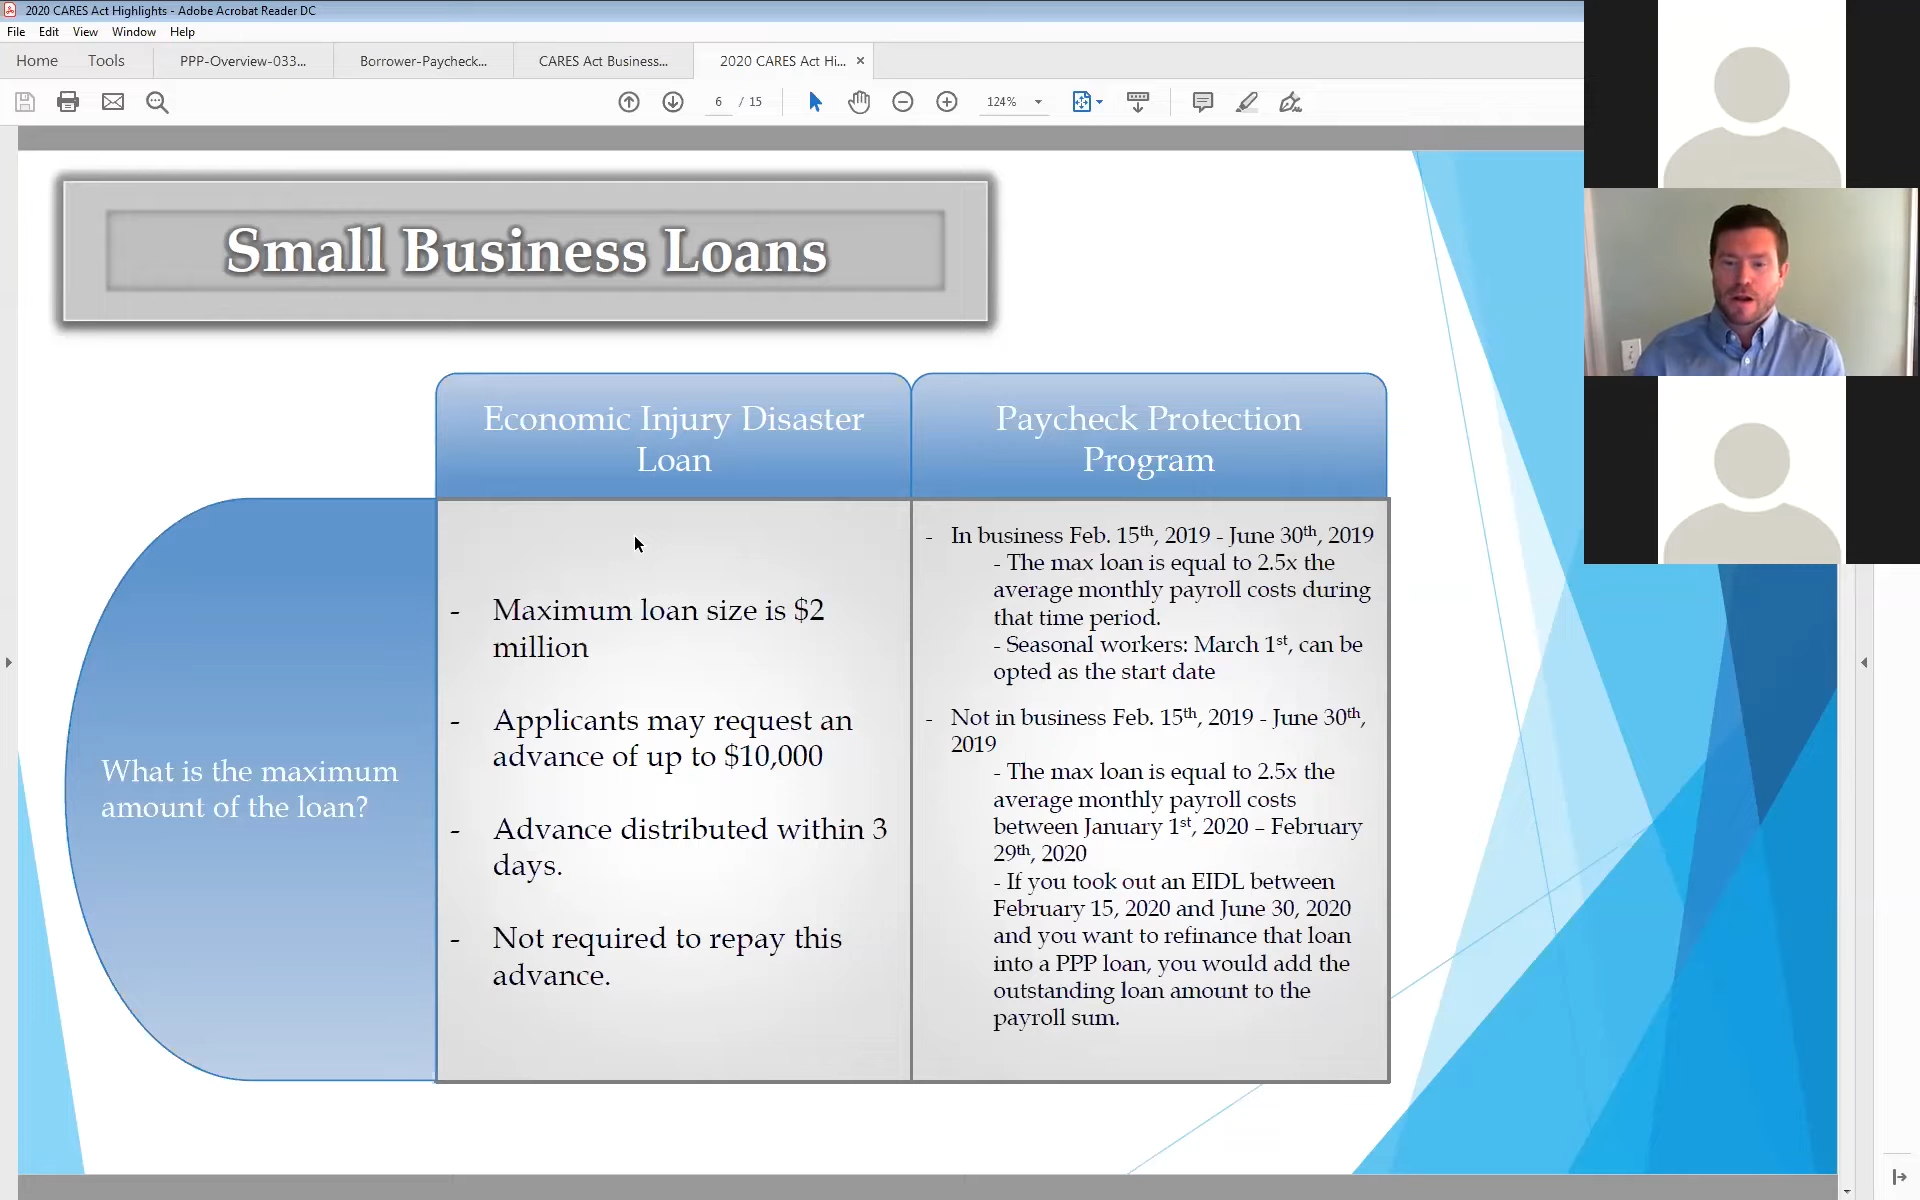 2020 CARES Act Highlights - Adobe Acrobat Reader DC
File Edit View Window Help
Home Tools PPP-Overview-033... Borrower-Paycheck... CARES Act Business... 2020 CARES Act Hi... ×
6 / 15 124%
Small Business Loans
Economic Injury Disaster
Loan
Paycheck Protection
Program
What is the maximum
amount of the loan?
- Maximum loan size is $2
million
- Applicants may request an
advance of up to $10,000
- Advance distributed within 3
days.
- Not required to repay this
advance.
- In business Feb. 15th, 2019 - June 30th, 2019
- The max loan is equal to 2.5x the
average monthly payroll costs during
that time period.
- Seasonal workers: March 1st, can be
opted as the start date
- Not in business Feb. 15th, 2019 - June 30th,
2019
- The max loan is equal to 2.5x the
average monthly payroll costs
between January 1st, 2020 – February
29th, 2020
- If you took out an EIDL between
February 15, 2020 and June 30, 2020
and you want to refinance that loan
into a PPP loan, you would add the
outstanding loan amount to the
payroll sum.